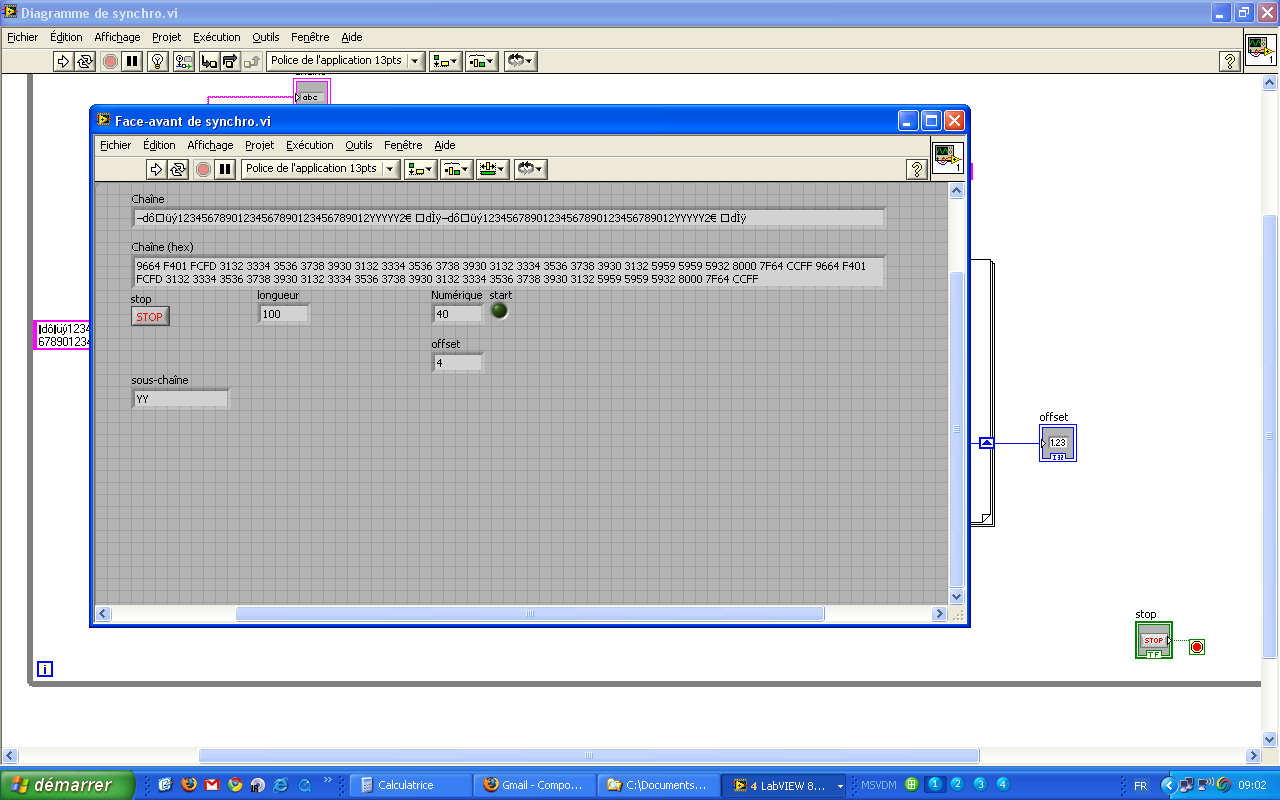 Diagramme de synchro.vi
Fichier Édition Affichage Projet Exécution Outils Fenêtre Aide
Police de l'application 13pts
1
abc
Face-avant de synchro.vi
Fichier Édition Affichage Projet Exécution Outils Fenêtre Aide
Police de l'application 13pts
1
Chaîne
–dô□üý12345678901234567890123456789012YYYYY2€ □dÌÿ–dô□üý12345678901234567890123456789012YYYYY2€ □dÌÿ
Chaîne (hex)
9664 F401 FCFD 3132 3334 3536 3738 3930 3132 3334 3536 3738 3930 3132 3334 3536 3738 3930 3132 5959 5959 5932 8000 7F64 CCFF 9664 F401
FCFD 3132 3334 3536 3738 3930 3132 3334 3536 3738 3930 3132 3334 3536 3738 3930 3132 5959 5959 5932 8000 7F64 CCFF
stop longueur Numérique start
STOP 100 40
offset
4
sous-chaîne
YY
678901234
offset
1.23
I32
stop
STOP
TF
i
démarrer
Calculatrice
Gmail - Compo...
C:\Documents...
4 LabVIEW 8...
MSVDM
1 2 3 4
FR
09:02